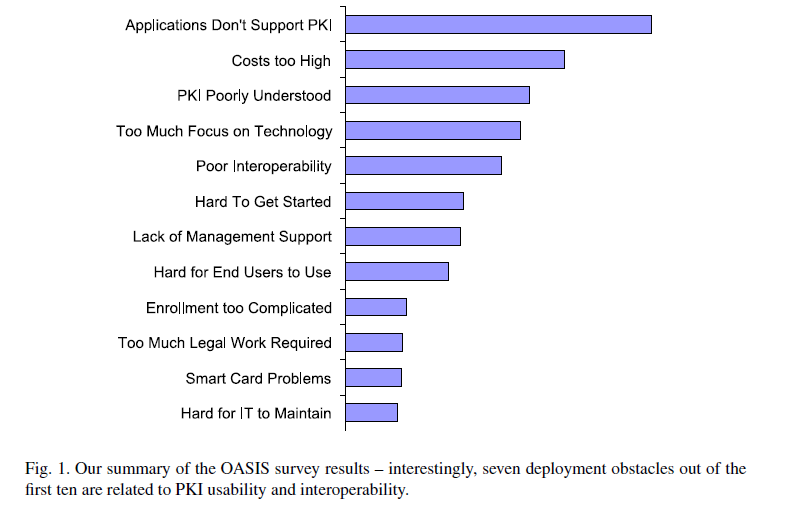 Applications Don't Support PKI
Costs too High
PKI Poorly Understood
Too Much Focus on Technology
Poor Interoperability
Hard To Get Started
Lack of Management Support
Hard for End Users to Use
Enrollment too Complicated
Too Much Legal Work Required
Smart Card Problems
Hard for IT to Maintain
Fig. 1. Our summary of the OASIS survey results – interestingly, seven deployment obstacles out of the
first ten are related to PKI usability and interoperability.